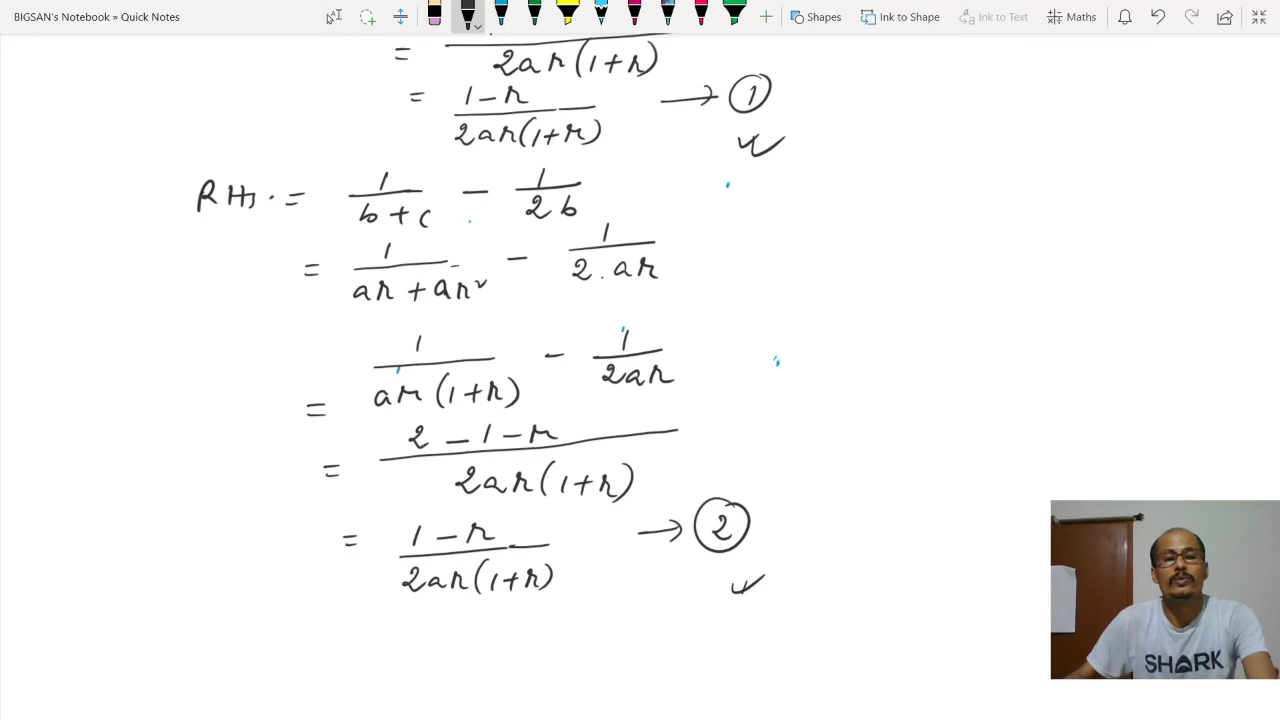 BIGSAN's Notebook » Quick Notes Shapes Ink to Shape Ink to Text Maths
= 2ar(1+r)
= (1-r)/(2ar(1+r)) → ①
RHS. = 1/(b+c) - 1/(2b)
= 1/(ar+ar²) - 1/(2.ar)
= 1/(ar(1+r)) - 1/(2ar)
= (2-1-r)/(2ar(1+r))
= (1-r)/(2ar(1+r)) → ②
SHARK